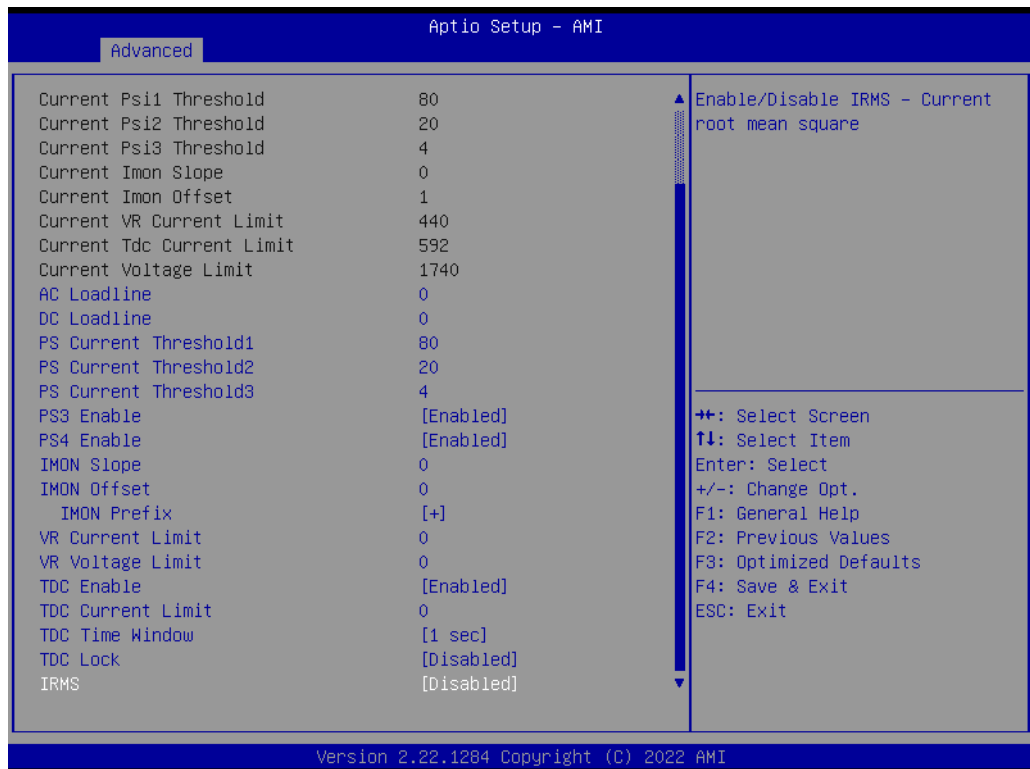 Aptio Setup – AMI
Advanced
Current Psi1 Threshold 80
Current Psi2 Threshold 20
Current Psi3 Threshold 4
Current Imon Slope 0
Current Imon Offset 1
Current VR Current Limit 440
Current Tdc Current Limit 592
Current Voltage Limit 1740
AC Loadline 0
DC Loadline 0
PS Current Threshold1 80
PS Current Threshold2 20
PS Current Threshold3 4
PS3 Enable [Enabled]
PS4 Enable [Enabled]
IMON Slope 0
IMON Offset 0
IMON Prefix [+]
VR Current Limit 0
VR Voltage Limit 0
TDC Enable [Enabled]
TDC Current Limit 0
TDC Time Window [1 sec]
TDC Lock [Disabled]
IRMS [Disabled]
Enable/Disable IRMS – Current
root mean square
→←: Select Screen
↑↓: Select Item
Enter: Select
+/–: Change Opt.
F1: General Help
F2: Previous Values
F3: Optimized Defaults
F4: Save & Exit
ESC: Exit
Version 2.22.1284 Copyright (C) 2022 AMI